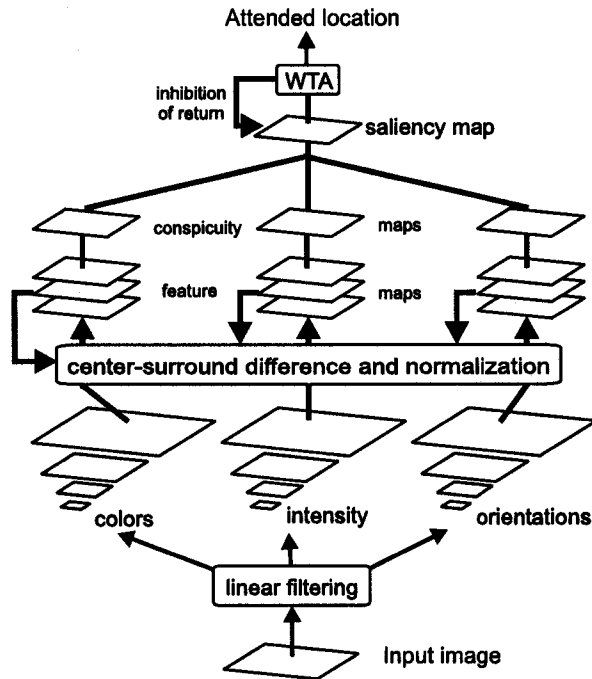 Attended location
WTA
inhibition
of return
saliency map
conspicuity maps
feature maps
center-surround difference and normalization
colors intensity orientations
linear filtering
Input image